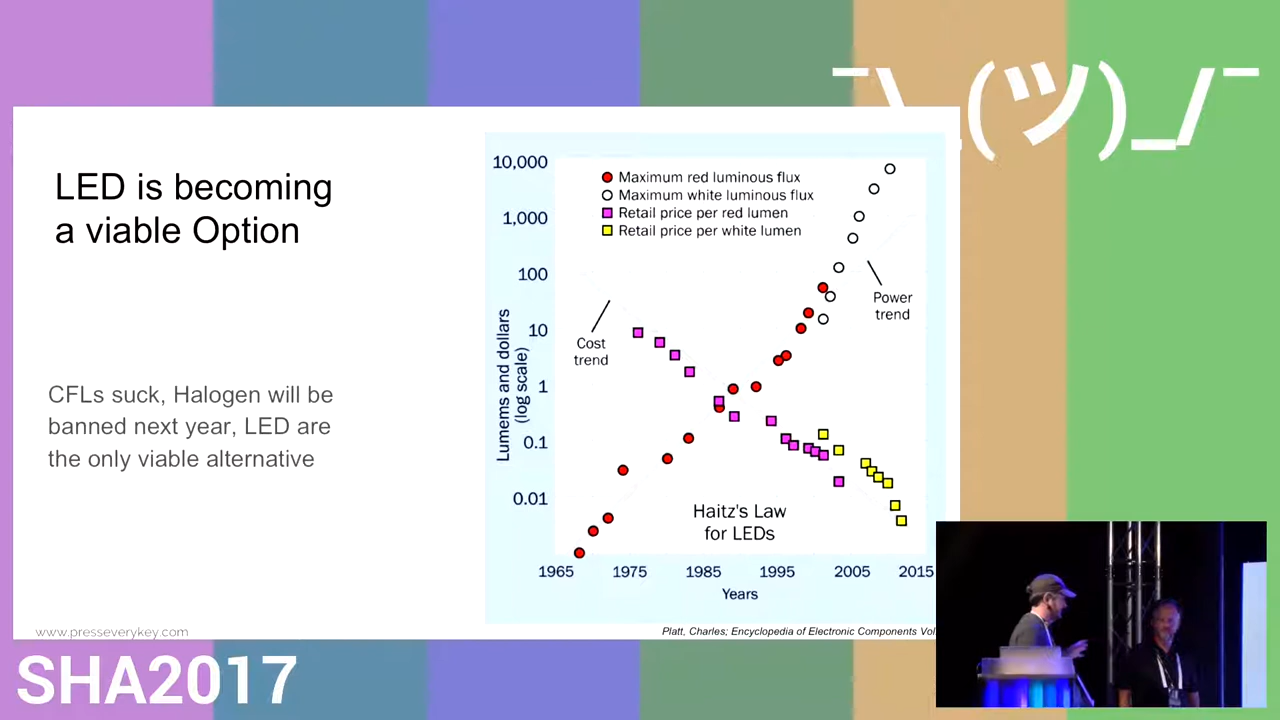 ¯\_(ツ)_/¯
LED is becoming
a viable Option
CFLs suck, Halogen will be
banned next year, LED are
the only viable alternative
10,000
1,000
100
10
1
0.1
0.01
Lumems and dollars
(log scale)
Maximum red luminous flux
Maximum white luminous flux
Retail price per red lumen
Retail price per white lumen
Cost
trend
Power
trend
Haitz's Law
for LEDs
1965 1975 1985 1995 2005 2015
Years
www.presseverykey.com
Platt, Charles; Encyclopedia of Electronic Components Vol
SHA2017